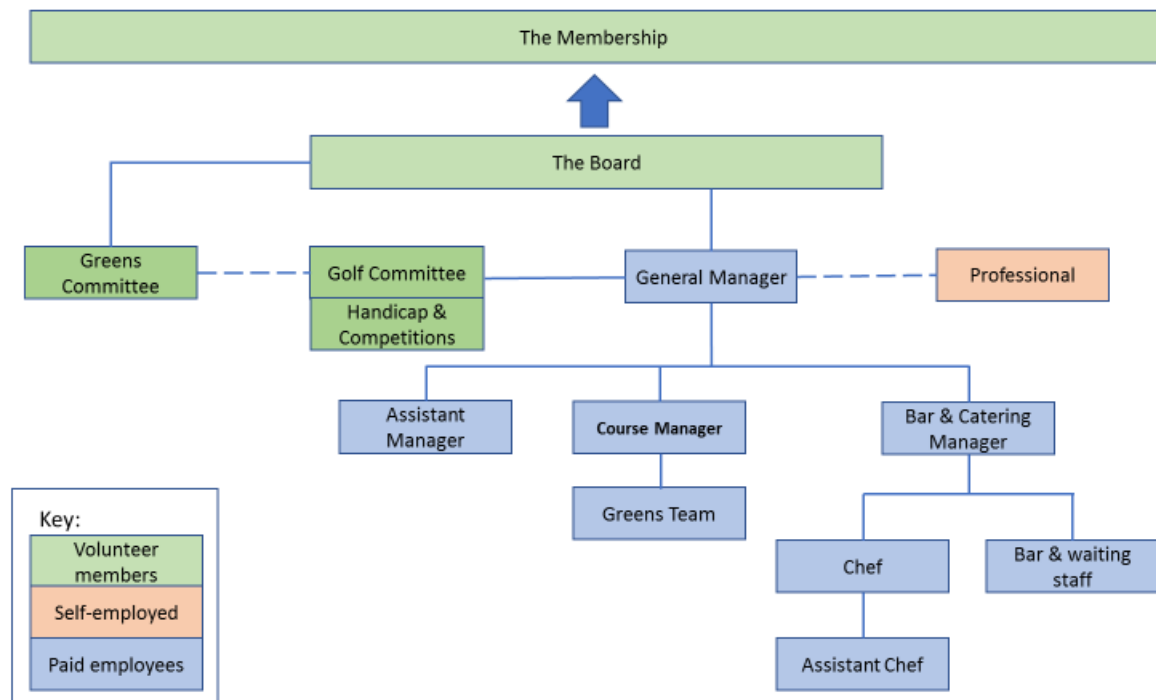 The Membership
The Board
Greens
Committee
Golf Committee
Handicap &
Competitions
General Manager
Professional
Assistant
Manager
Course Manager
Bar & Catering
Manager
Greens Team
Chef
Bar & waiting
staff
Assistant Chef
Key:
Volunteer
members
Self-employed
Paid employees